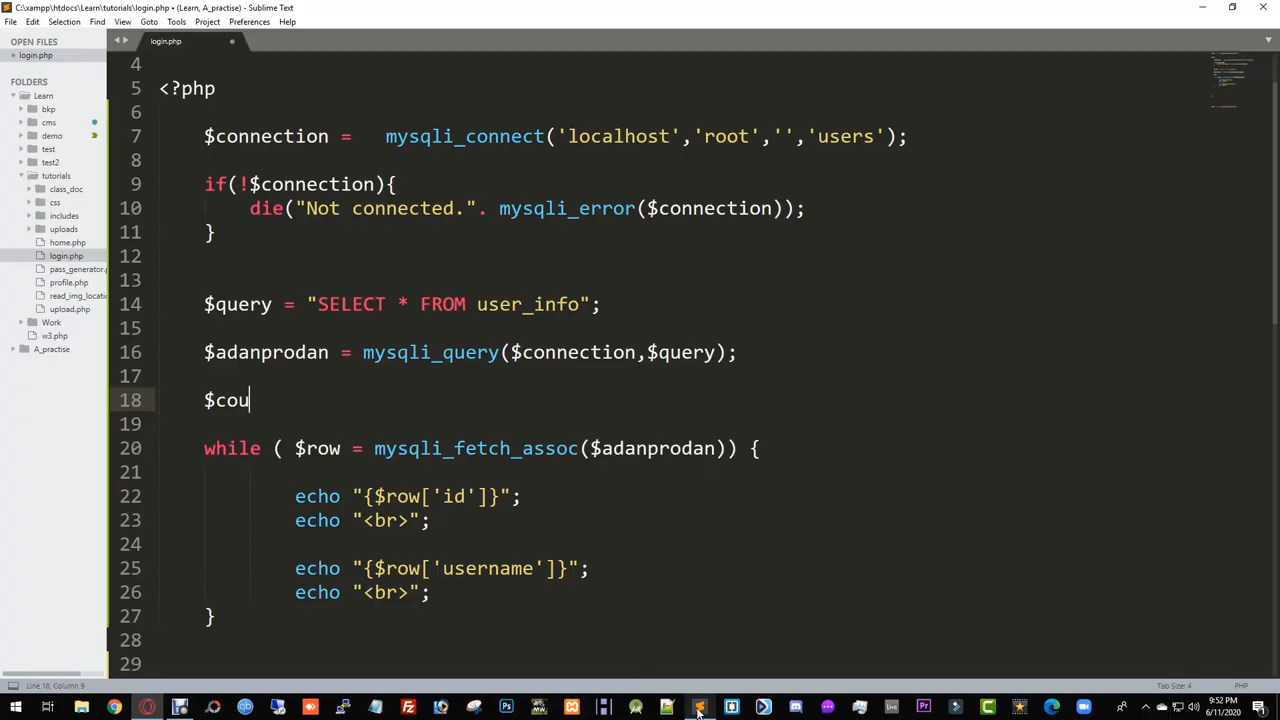 C:\xampp\htdocs\Learn\tutorials\login.php • (Learn, A_practise) - Sublime Text
File Edit Selection Find View Goto Tools Project Preferences Help
OPEN FILES
login.php
FOLDERS
Learn
bkp
cms
demo
test
test2
tutorials
class_doc
css
includes
uploads
home.php
login.php
pass_generator.p
profile.php
read_img_locatio
upload.php
Work
w3.php
A_practise
login.php
4
5 <?php
6
7 $connection = mysqli_connect('localhost','root','','users');
8
9 if(!$connection){
10 die("Not connected.". mysqli_error($connection));
11 }
12
13
14 $query = "SELECT * FROM user_info";
15
16 $adanprodan = mysqli_query($connection,$query);
17
18 $cou
19
20 while ( $row = mysqli_fetch_assoc($adanprodan)) {
21
22 echo "{$row['id']}";
23 echo "<br>";
24
25 echo "{$row['username']}";
26 echo "<br>";
27 }
28
29
Line 18, Column 9
Tab Size: 4 PHP
9:52 PM
6/11/2020